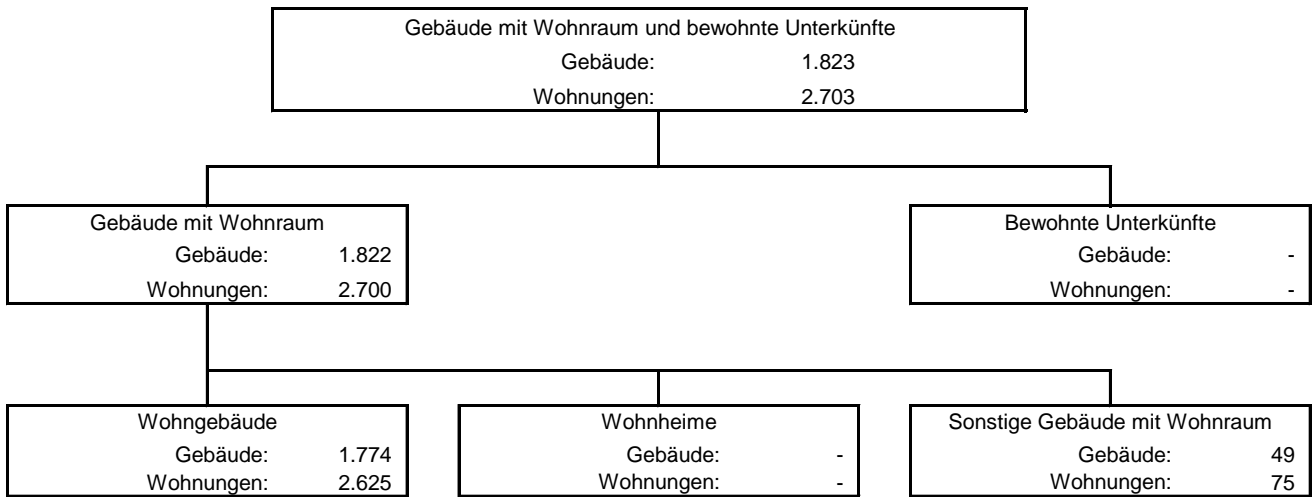 Gebäude mit Wohnraum und bewohnte Unterkünfte
Gebäude: 1.823
Wohnungen: 2.703
Gebäude mit Wohnraum
Gebäude: 1.822
Wohnungen: 2.700
Bewohnte Unterkünfte
Gebäude: -
Wohnungen: -
Wohngebäude
Gebäude: 1.774
Wohnungen: 2.625
Wohnheime
Gebäude: -
Wohnungen: -
Sonstige Gebäude mit Wohnraum
Gebäude: 49
Wohnungen: 75